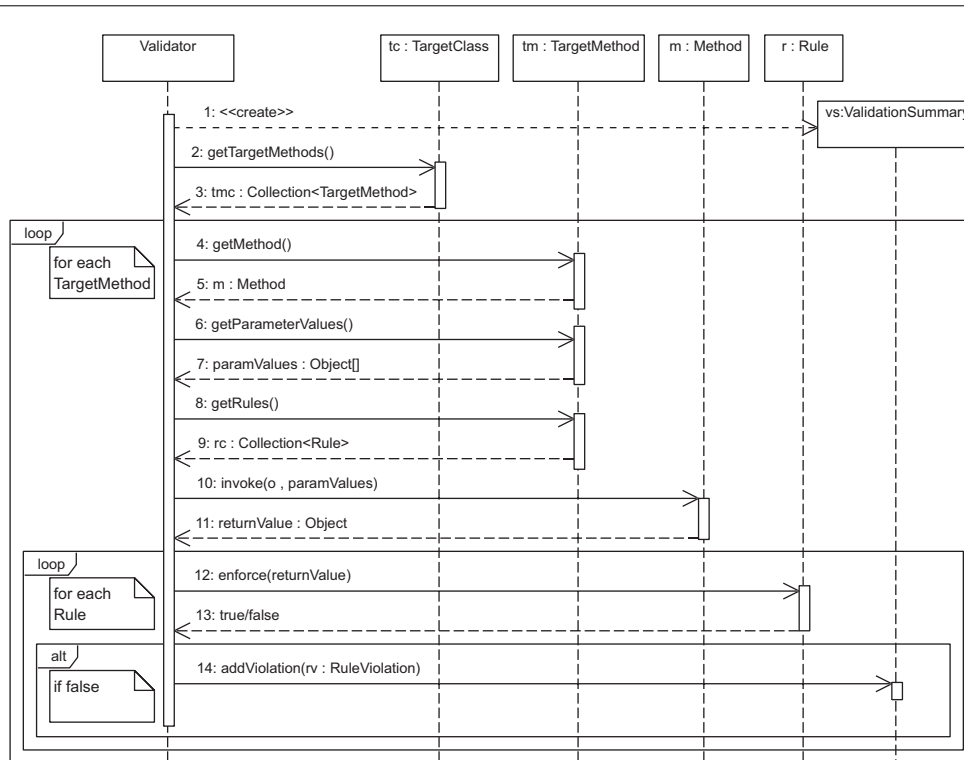 Validator
tc : TargetClass
tm : TargetMethod
m : Method
r : Rule
1: <<create>>
vs:ValidationSummary
2: getTargetMethods()
3: tmc : Collection<TargetMethod>
loop
for each
TargetMethod
4: getMethod()
5: m : Method
6: getParameterValues()
7: paramValues : Object[]
8: getRules()
9: rc : Collection<Rule>
10: invoke(o , paramValues)
11: returnValue : Object
loop
for each
Rule
12: enforce(returnValue)
13: true/false
alt
if false
14: addViolation(rv : RuleViolation)